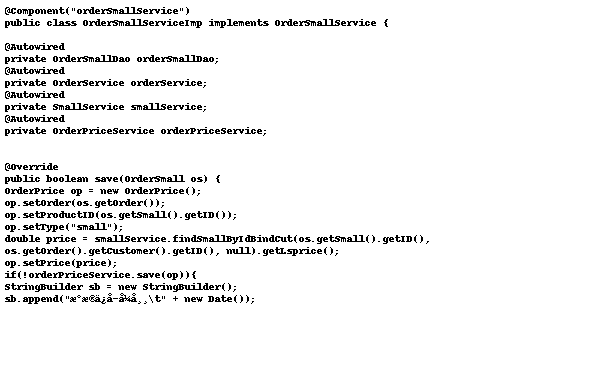 @Component("orderSmallService")
public class OrderSmallServiceImp implements OrderSmallService {
@Autowired
private OrderSmallDao orderSmallDao;
@Autowired
private OrderService orderService;
@Autowired
private SmallService smallService;
@Autowired
private OrderPriceService orderPriceService;
@Override
public boolean save(OrderSmall os) {
OrderPrice op = new OrderPrice();
op.setOrder(os.getOrder());
op.setProductID(os.getSmall().getID());
op.setType("small");
double price = smallService.findSmallByIdBindCut(os.getSmall().getID(),
os.getOrder().getCustomer().getID(), null).getLsprice();
op.setPrice(price);
if(!orderPriceService.save(op)){
StringBuilder sb = new StringBuilder();
sb.append(" \t" + new Date());